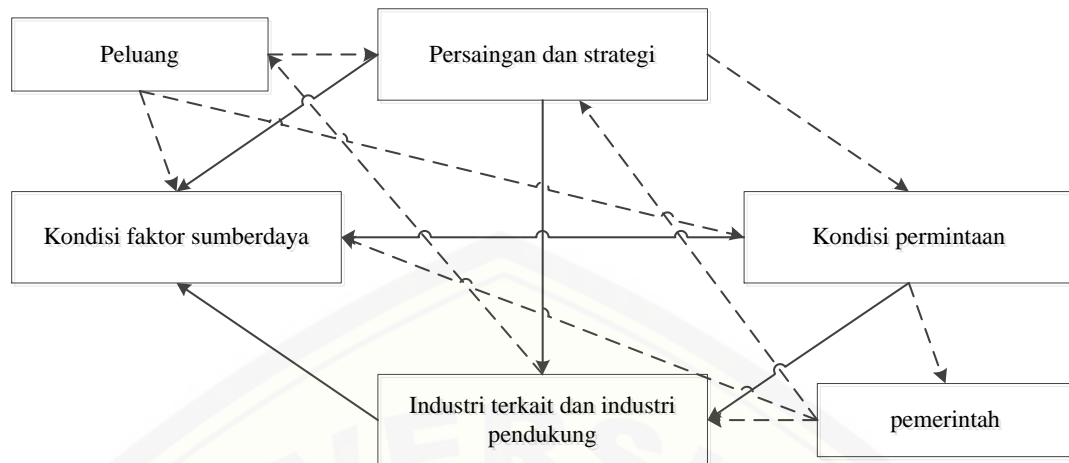 Peluang
Persaingan dan strategi
Kondisi faktor sumberdaya
Kondisi permintaan
Industri terkait dan industri
pendukung
pemerintah